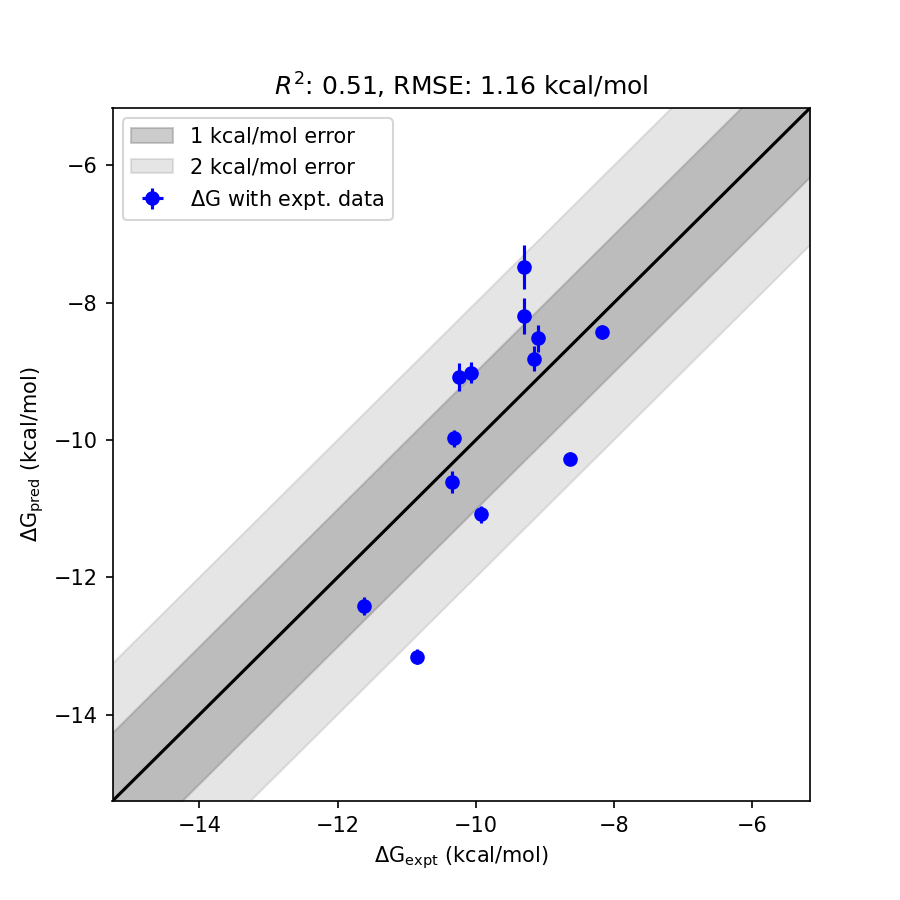 R²: 0.51, RMSE: 1.16 kcal/mol
1 kcal/mol error
2 kcal/mol error
ΔG with expt. data
−6
−8
−10
−12
−14
ΔGpred (kcal/mol)
−14
−12
−10
−8
−6
ΔGexpt (kcal/mol)